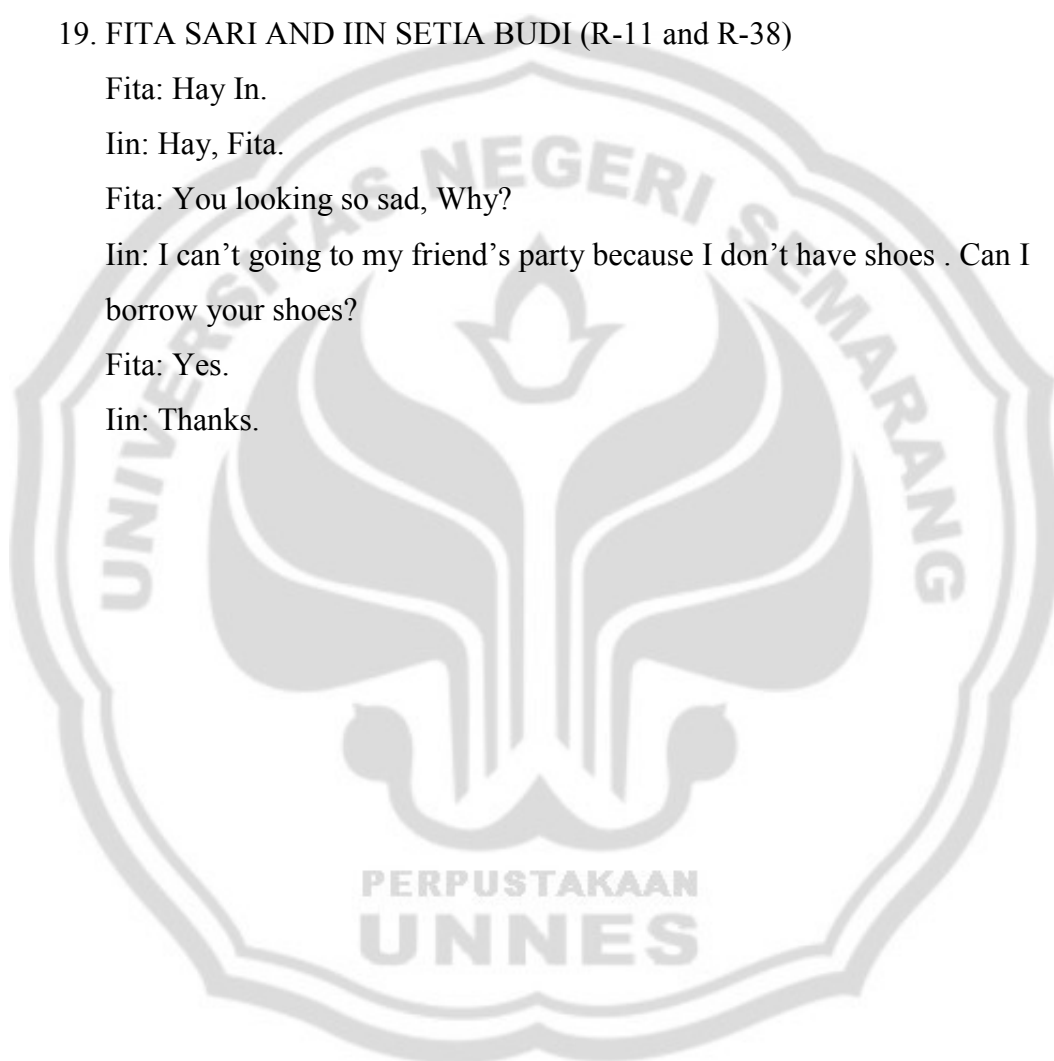 19. FITA SARI AND IIN SETIA BUDI (R-11 and R-38)
Fita: Hay In.
Iin: Hay, Fita.
Fita: You looking so sad, Why?
Iin: I can’t going to my friend’s party because I don’t have shoes . Can I
borrow your shoes?
Fita: Yes.
Iin: Thanks.
UNIVERSITAS NEGERI SEMARANG
PERPUSTAKAAN
UNNES